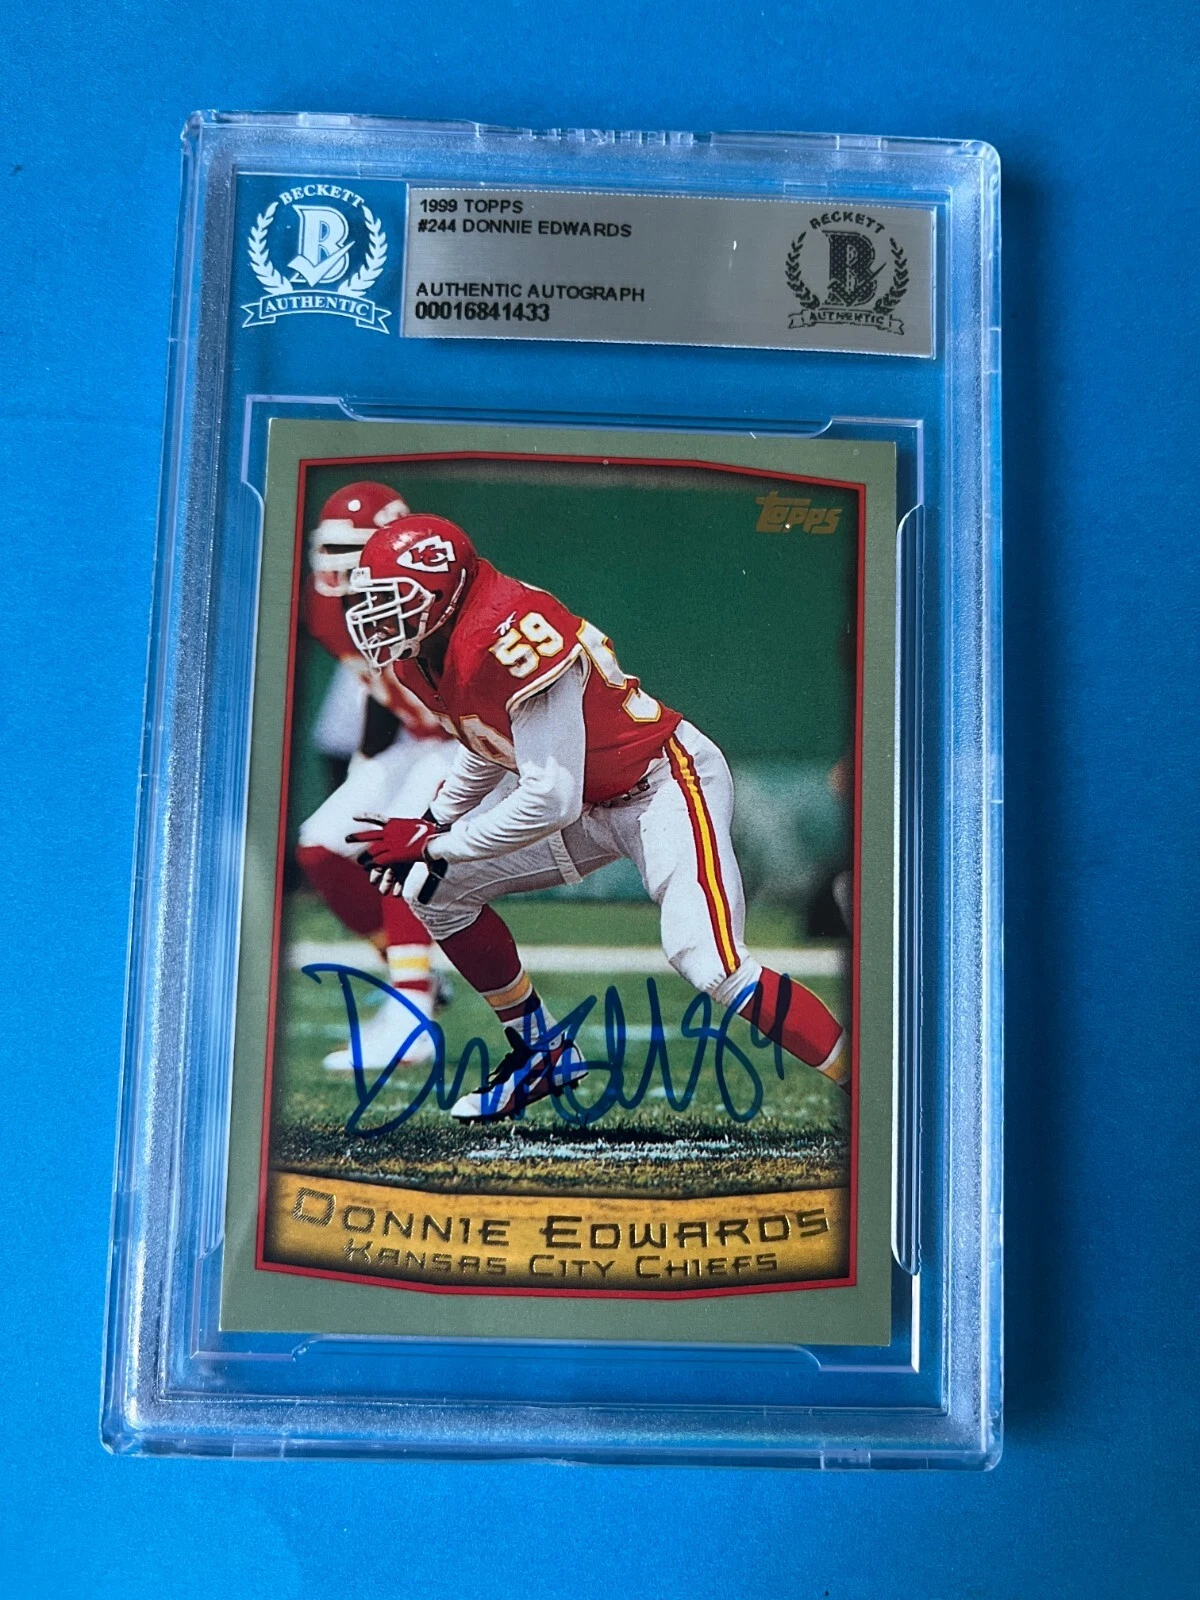 BECKETT
B
AUTHENTIC
1999 TOPPS
#244 DONNIE EDWARDS
AUTHENTIC AUTOGRAPH
00016841433
BECKETT
B
AUTHENTIC
topps
KC
59
DONNIE EDWARDS
KANSAS CITY CHIEFS